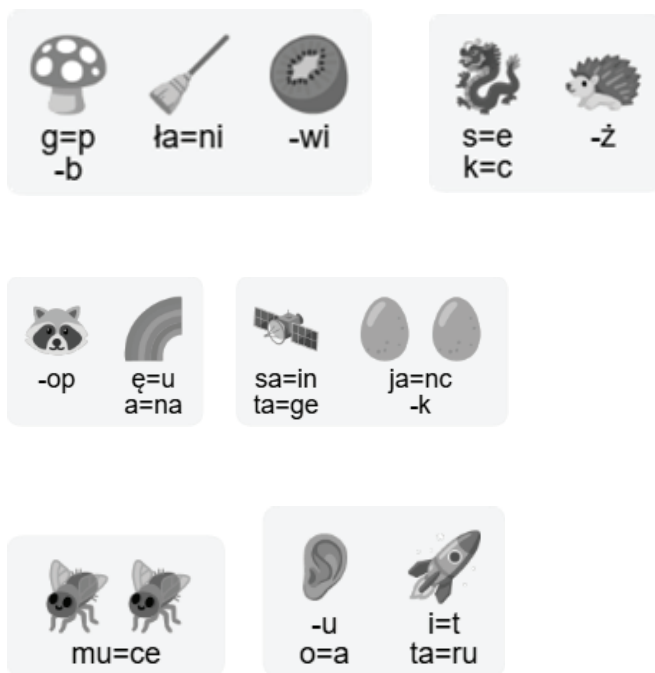 g=p ła=ni -wi
-b
s=e -ż
k=c
-op ę=u
a=na
sa=in ja=nc
ta=ge -k
mu=ce
-u i=t
o=a ta=ru